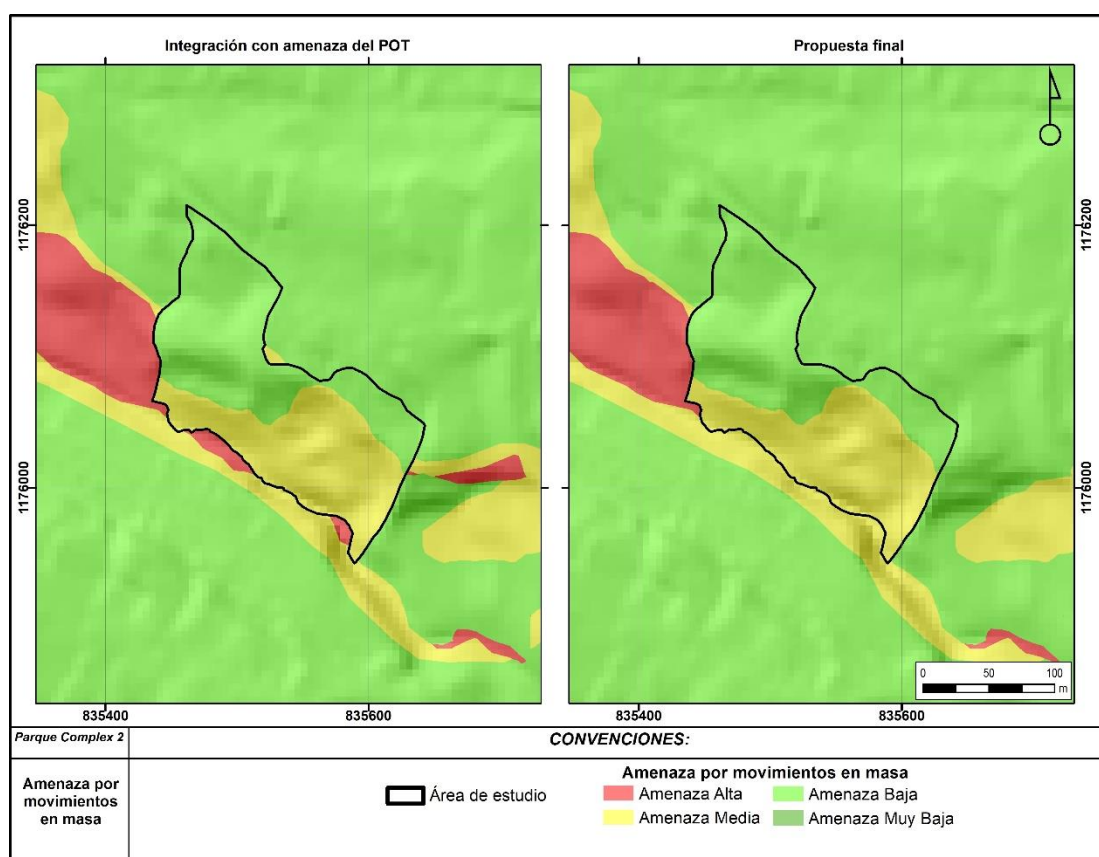 Integración con amenaza del POT
Propuesta final
1176200
1176000
1176200
1176000
0 50 100
m
835400
835600
835400
835600
Parque Complex 2
CONVENCIONES:
Amenaza por
movimientos
en masa
Área de estudio
Amenaza por movimientos en masa
Amenaza Alta
Amenaza Baja
Amenaza Media
Amenaza Muy Baja